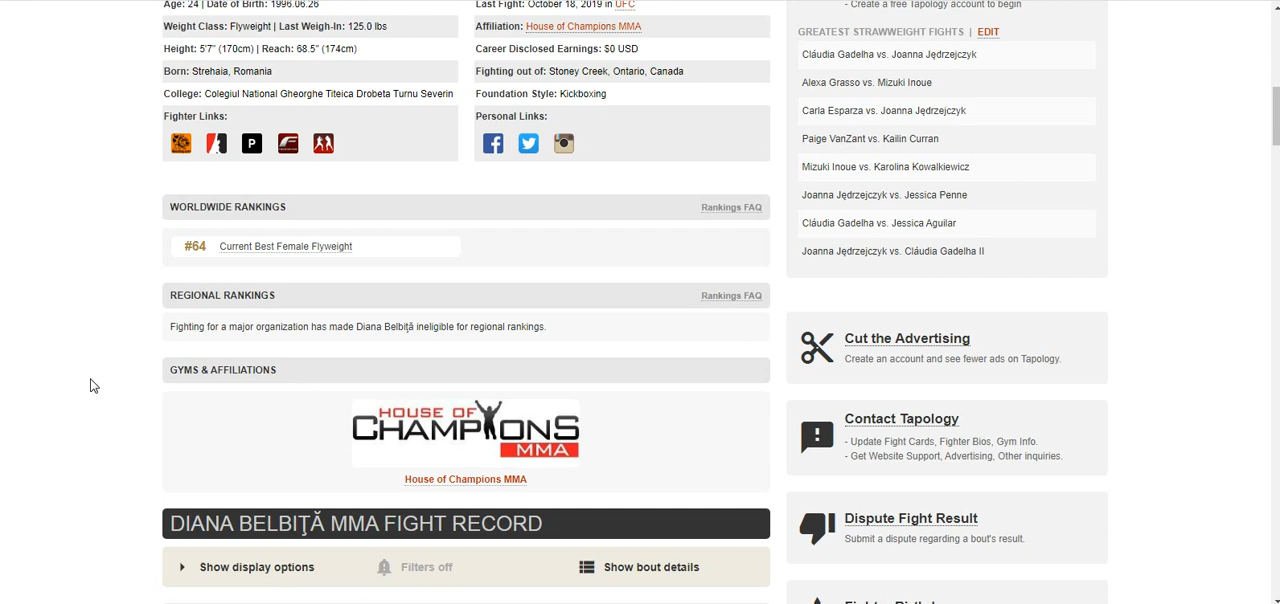 Age: 24 | Date of Birth: 1996.06.26
Weight Class: Flyweight | Last Weigh-In: 125.0 lbs
Height: 5'7" (170cm) | Reach: 68.5" (174cm)
Born: Strehaia, Romania
College: Colegiul National Gheorghe Titeica Drobeta Turnu Severin
Fighter Links:
P
Last Fight: October 18, 2019 in UFC
Affiliation: House of Champions MMA
Career Disclosed Earnings: $0 USD
Fighting out of: Stoney Creek, Ontario, Canada
Foundation Style: Kickboxing
Personal Links:
WORLDWIDE RANKINGS Rankings FAQ
#64 Current Best Female Flyweight
REGIONAL RANKINGS Rankings FAQ
Fighting for a major organization has made Diana Belbiţă ineligible for regional rankings.
GYMS & AFFILIATIONS
HOUSE OF
CHAMPIONS
MMA
House of Champions MMA
DIANA BELBIŢĂ MMA FIGHT RECORD
Show display options Filters off Show bout details
- Create a free Tapology account to begin
GREATEST STRAWWEIGHT FIGHTS | EDIT
Cláudia Gadelha vs. Joanna Jędrzejczyk
Alexa Grasso vs. Mizuki Inoue
Carla Esparza vs. Joanna Jędrzejczyk
Paige VanZant vs. Kailin Curran
Mizuki Inoue vs. Karolina Kowalkiewicz
Joanna Jędrzejczyk vs. Jessica Penne
Cláudia Gadelha vs. Jessica Aguilar
Joanna Jędrzejczyk vs. Cláudia Gadelha II
Cut the Advertising
Create an account and see fewer ads on Tapology.
Contact Tapology
- Update Fight Cards, Fighter Bios, Gym Info.
- Get Website Support, Advertising, Other inquiries.
Dispute Fight Result
Submit a dispute regarding a bout's result.